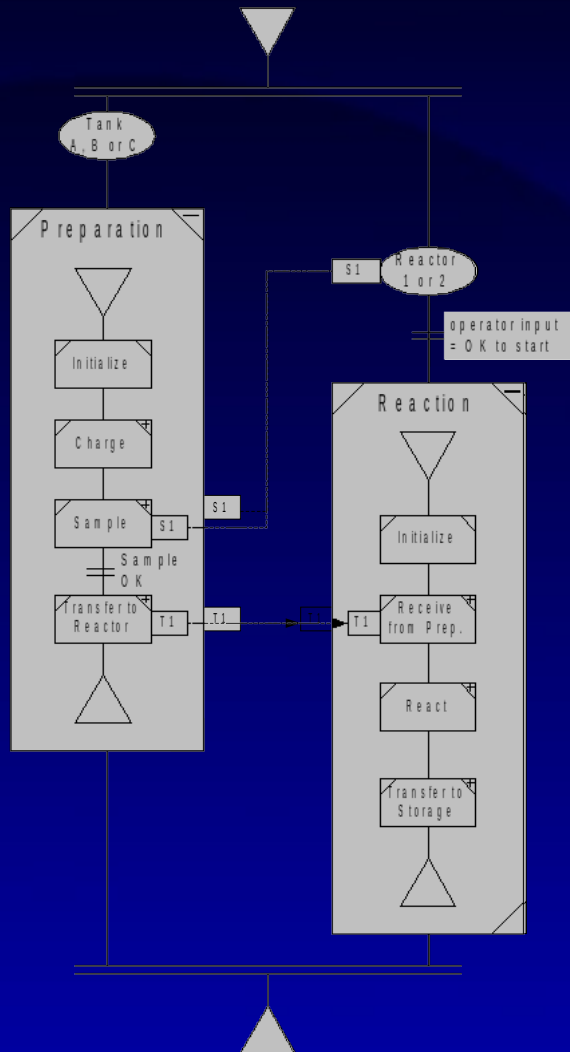 Tank
A, B or C
Preparation
Initialize
Charge
Sample
S1
S1
Sample
OK
Transfer to
Reactor
T1
T1
S1
Reactor
1 or 2
operator input
= OK to start
Reaction
Initialize
T1
T1
Receive
from Prep.
React
Transfer to
Storage